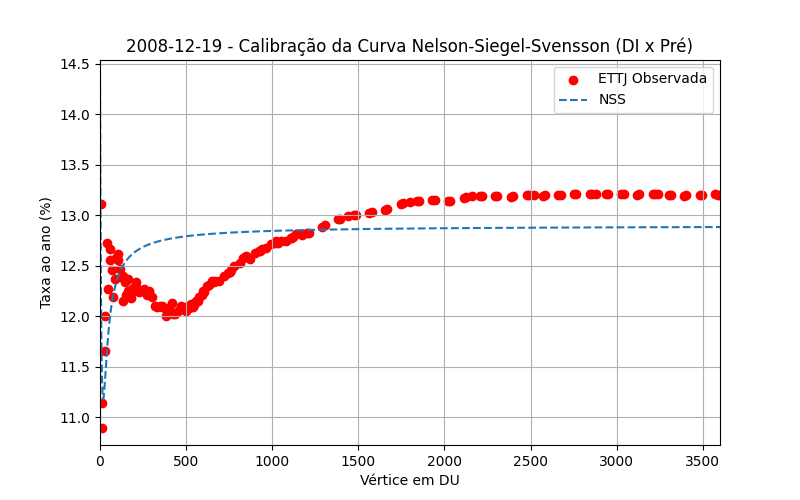 2008-12-19 - Calibração da Curva Nelson-Siegel-Svensson (DI x Pré)
ETTJ Observada
NSS
Taxa ao ano (%)
14.5
14.0
13.5
13.0
12.5
12.0
11.5
11.0
0 500 1000 1500 2000 2500 3000 3500
Vértice em DU